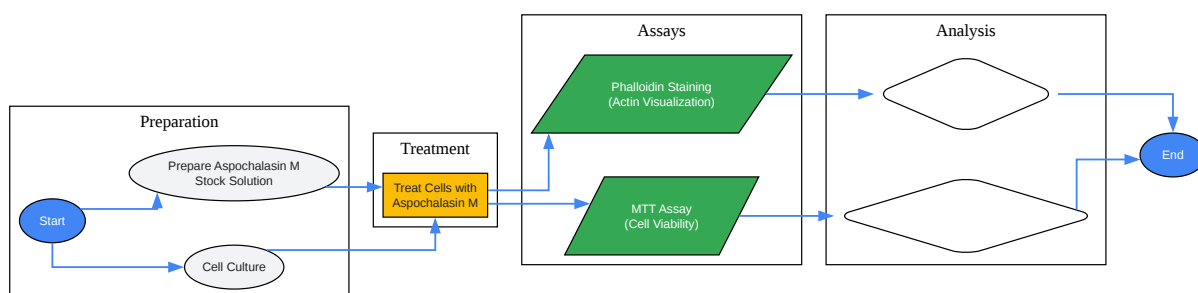 Preparation
Start
Prepare Aspochalasin M
Stock Solution
Cell Culture
Treatment
Treat Cells with
Aspochalasin M
Assays
Phalloidin Staining
(Actin Visualization)
MTT Assay
(Cell Viability)
Analysis
End